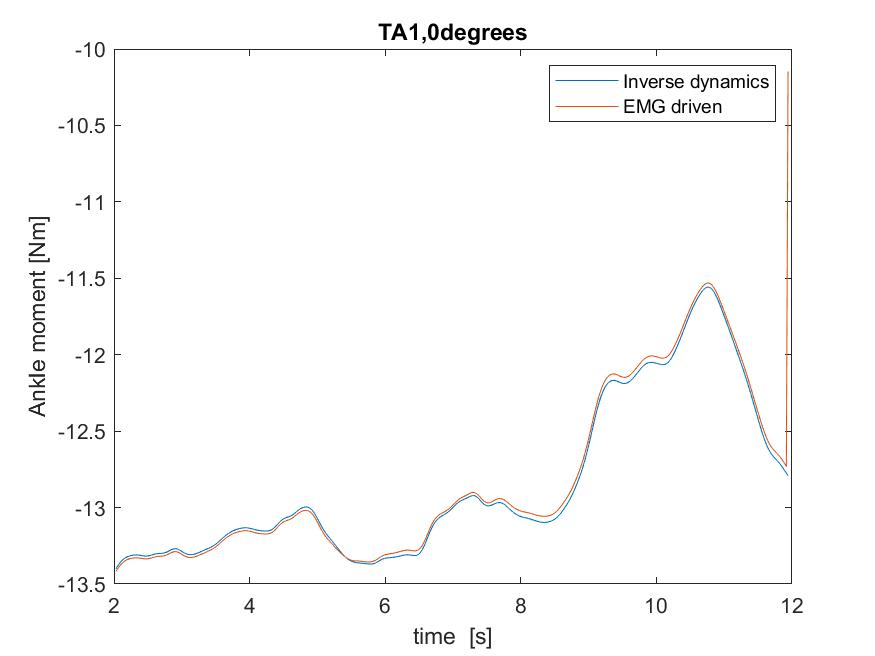 TA1,0degrees
-10
-10.5
-11
-11.5
-12
-12.5
-13
-13.5
Ankle moment [Nm]
Inverse dynamics
EMG driven
2 4 6 8 10 12
time [s]